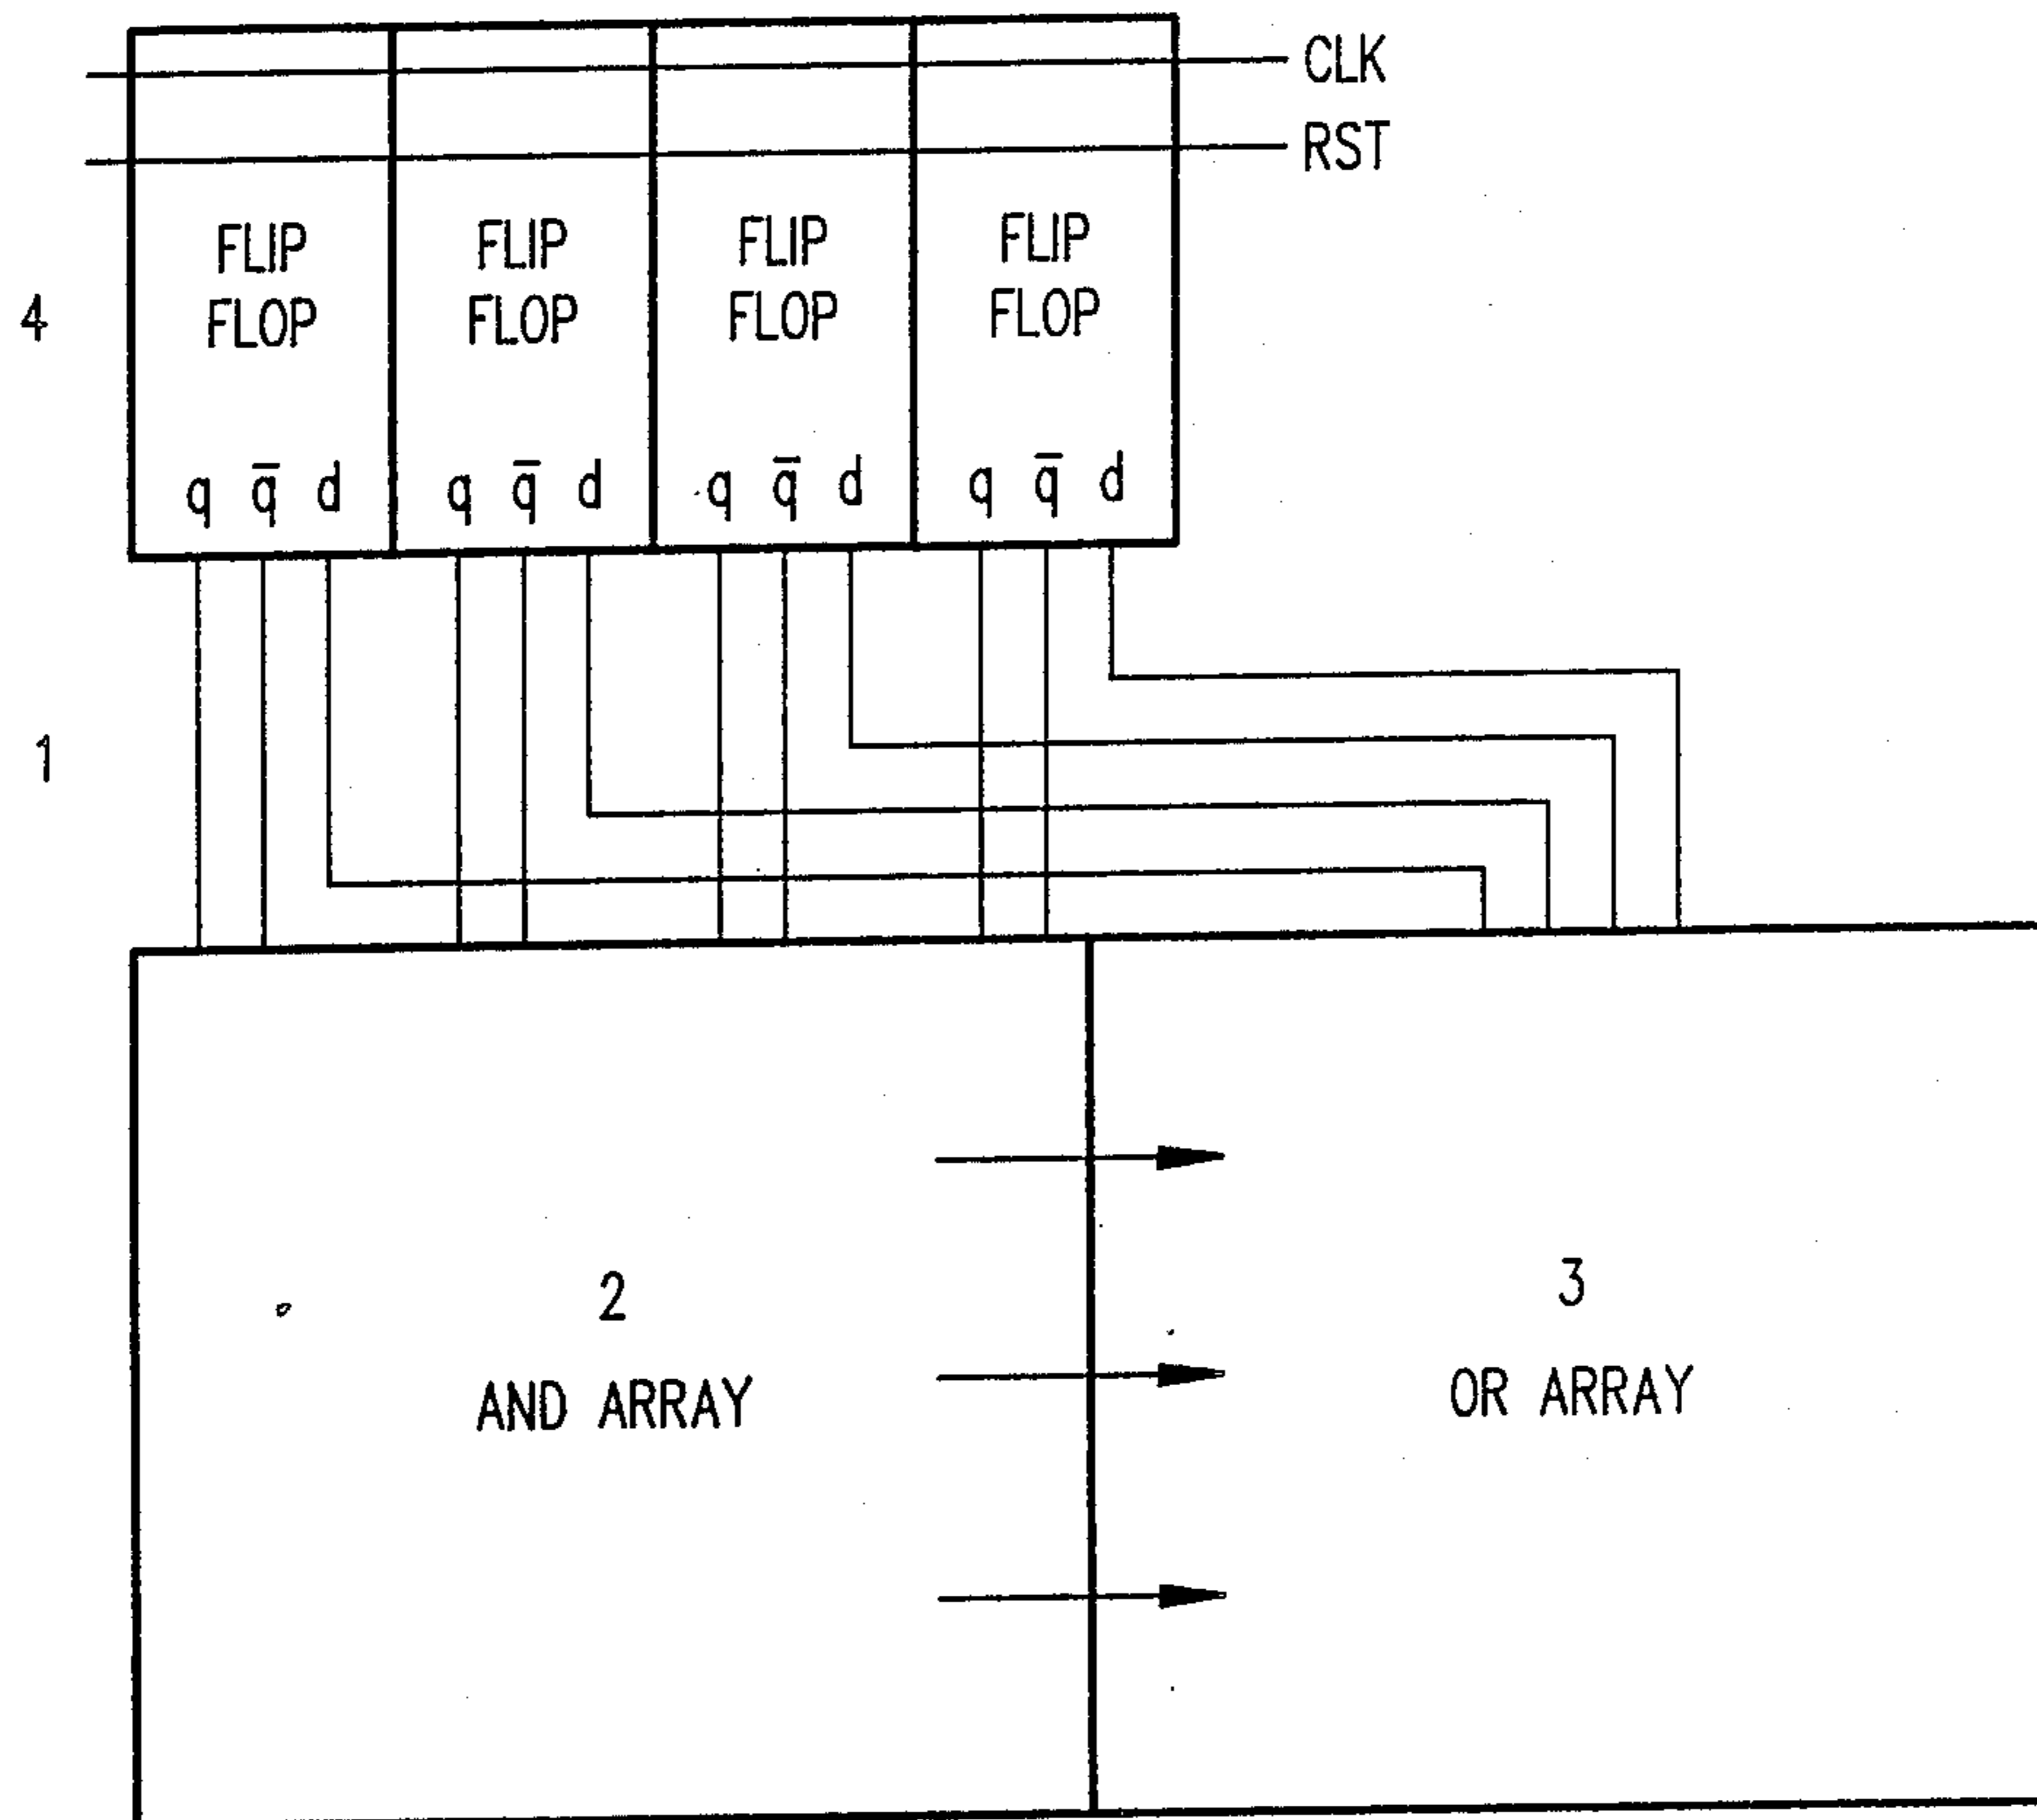 CLK
RST
FLIP FLIP FLIP FLIP
FLOP FLOP FLOP FLOP
4
q q̅ d q q̅ d q q̅ d q q̅ d
1
2
AND ARRAY
3
OR ARRAY